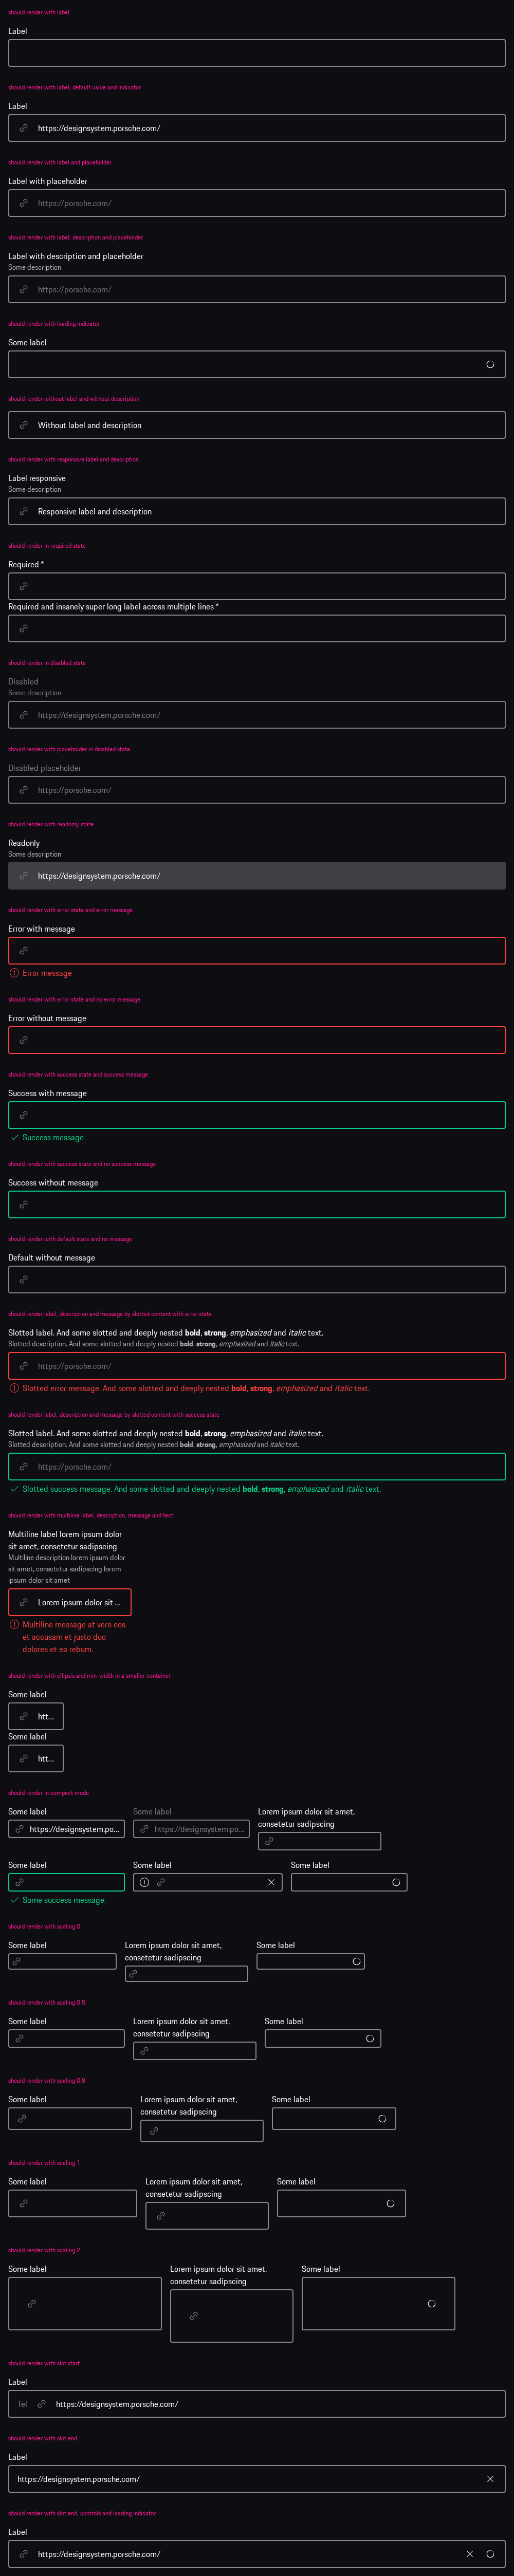 should render with label
Label
should render with label, default value and indicator
Label
https://designsystem.porsche.com/
should render with label and placeholder
Label with placeholder
https://porsche.com/
should render with label, description and placeholder
Label with description and placeholder
Some description
https://porsche.com/
should render with loading indicator
Some label
should render without label and without description
Without label and description
should render with responsive label and description
Label responsive
Some description
Responsive label and description
should render in required state
Required *
Required and insanely super long label across multiple lines *
should render in disabled state
Disabled
Some description
https://designsystem.porsche.com/
should render with placeholder in disabled state
Disabled placeholder
https://porsche.com/
should render with readonly state
Readonly
Some description
https://designsystem.porsche.com/
should render with error state and error message
Error with message
Error message
should render with error state and no error message
Error without message
should render with success state and success message
Success with message
Success message
should render with success state and no success message
Success without message
should render with default state and no message
Default without message
should render label, description and message by slotted content with error state
Slotted label. And some slotted and deeply nested bold, strong, emphasized and italic text.
Slotted description. And some slotted and deeply nested bold, strong, emphasized and italic text.
https://porsche.com/
Slotted error message. And some slotted and deeply nested bold, strong, emphasized and italic text.
should render label, description and message by slotted content with success state
Slotted label. And some slotted and deeply nested bold, strong, emphasized and italic text.
Slotted description. And some slotted and deeply nested bold, strong, emphasized and italic text.
https://porsche.com/
Slotted success message. And some slotted and deeply nested bold, strong, emphasized and italic text.
should render with multiline label, description, message and text
Multiline label lorem ipsum dolor
sit amet, consetetur sadipscing
Multiline description lorem ipsum dolor
sit amet, consetetur sadipscing lorem
ipsum dolor sit amet
Lorem ipsum dolor sit ...
Multiline message at vero eos
et accusam et justo duo
dolores et ea rebum.
should render with ellipsis and min-width in a smaller container
Some label
htt...
Some label
htt...
should render in compact mode
Some label
https://designsystem.po...
Some label
https://designsystem.po...
Lorem ipsum dolor sit amet,
consetetur sadipscing
Some label
Some success message.
Some label
Some label
should render with scaling 0
Some label
Lorem ipsum dolor sit amet,
consetetur sadipscing
Some label
should render with scaling 0.5
Some label
Lorem ipsum dolor sit amet,
consetetur sadipscing
Some label
should render with scaling 0.8
Some label
Lorem ipsum dolor sit amet,
consetetur sadipscing
Some label
should render with scaling 1
Some label
Lorem ipsum dolor sit amet,
consetetur sadipscing
Some label
should render with scaling 2
Some label
Lorem ipsum dolor sit amet,
consetetur sadipscing
Some label
should render with slot start
Label
Tel
https://designsystem.porsche.com/
should render with slot end
Label
https://designsystem.porsche.com/
should render with slot end, controls and loading indicator
Label
https://designsystem.porsche.com/